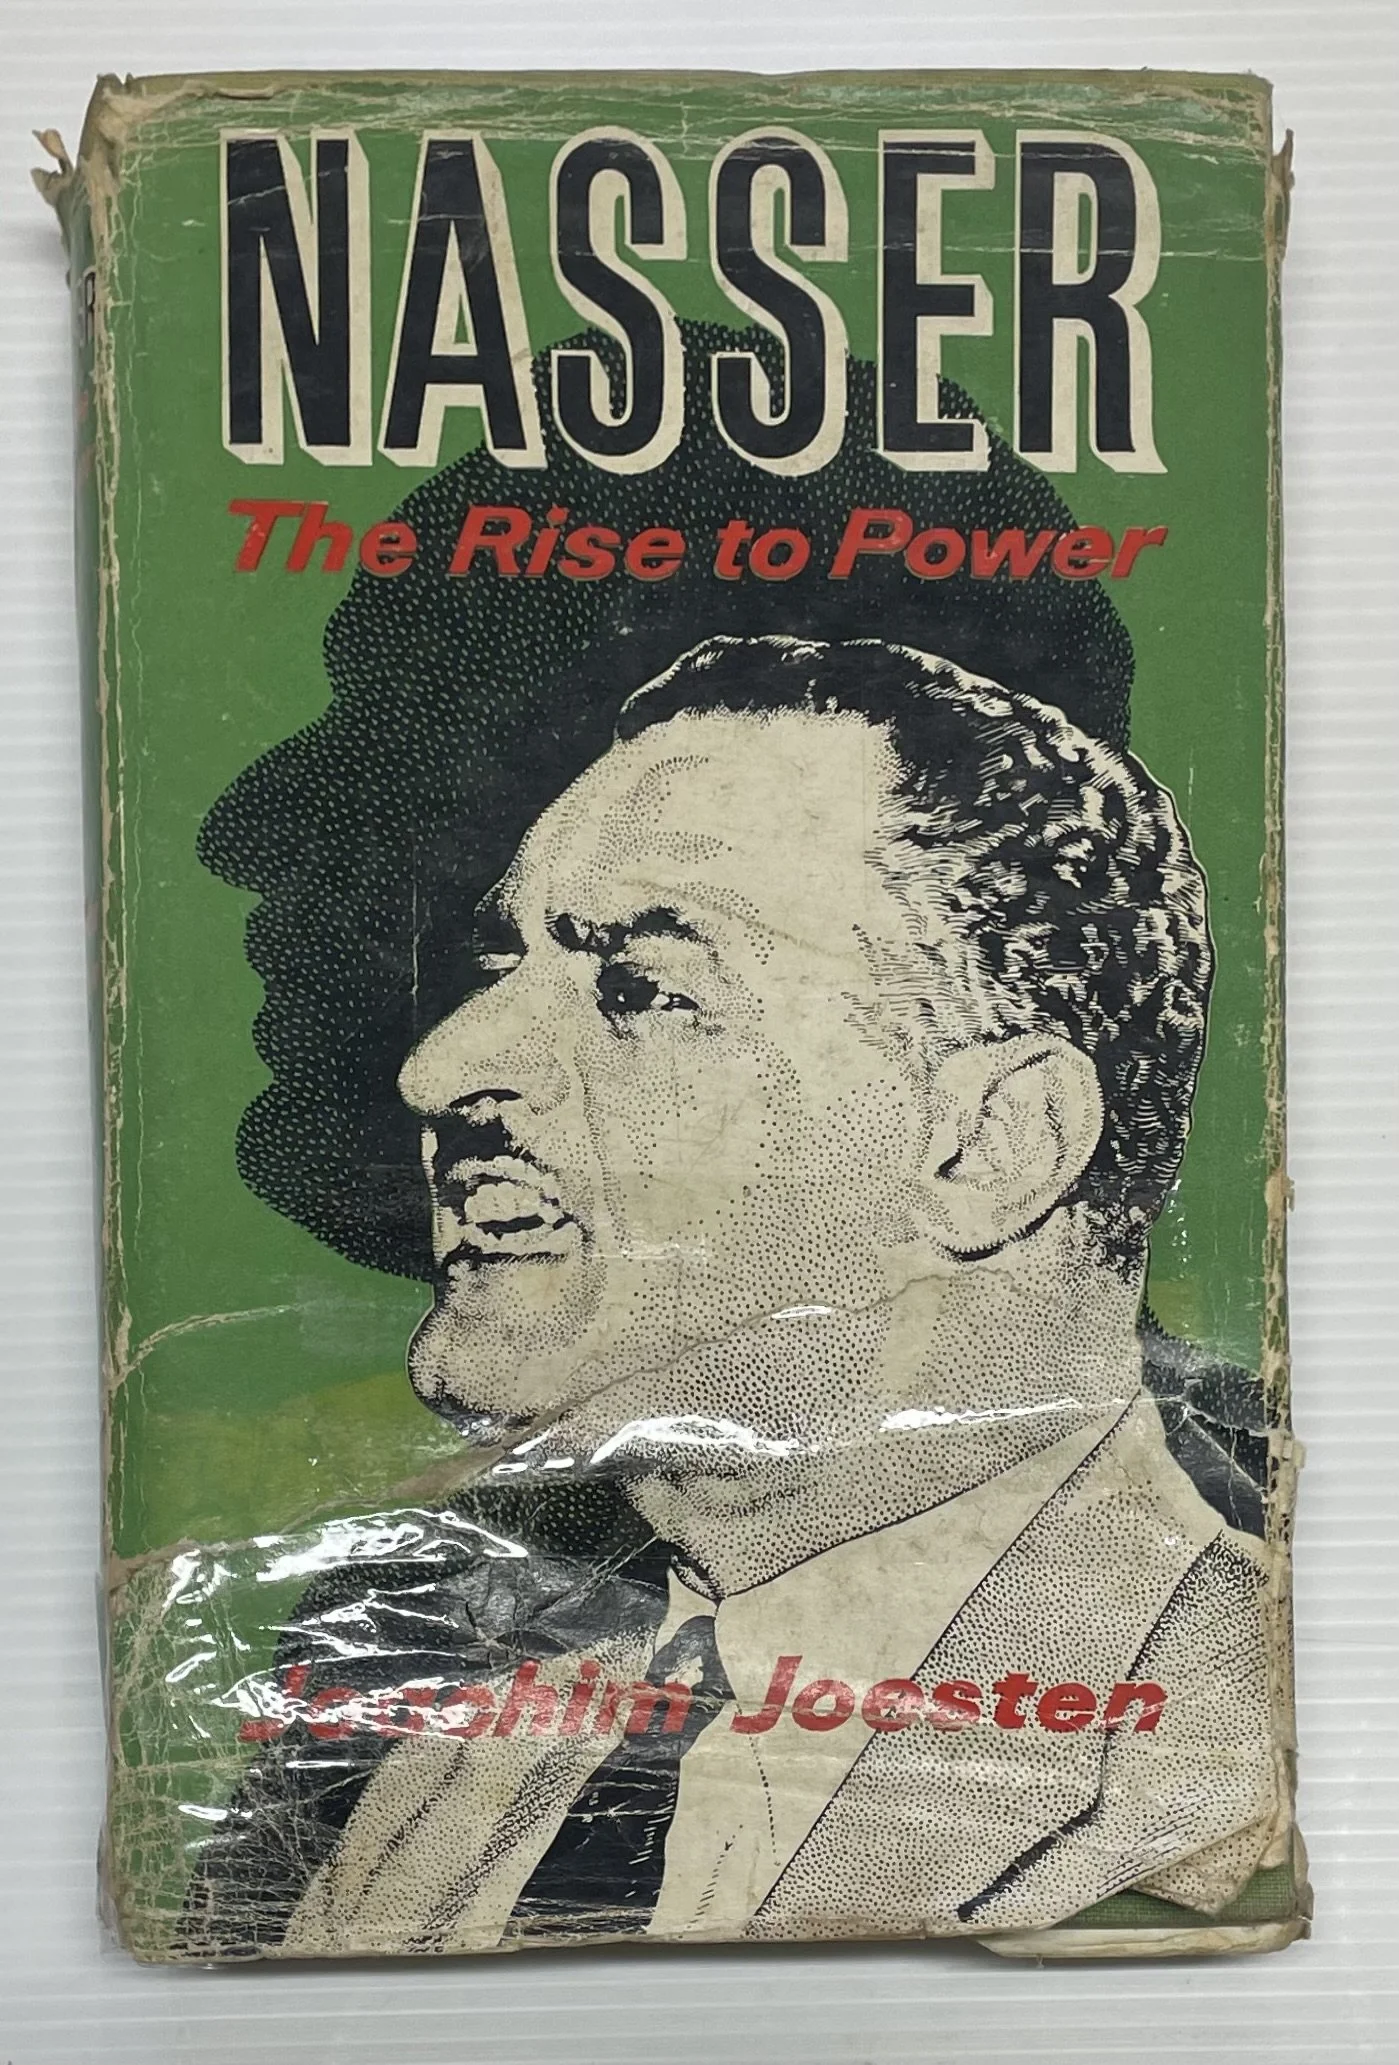 NASSER
The Rise to Power
Joachim Joesten